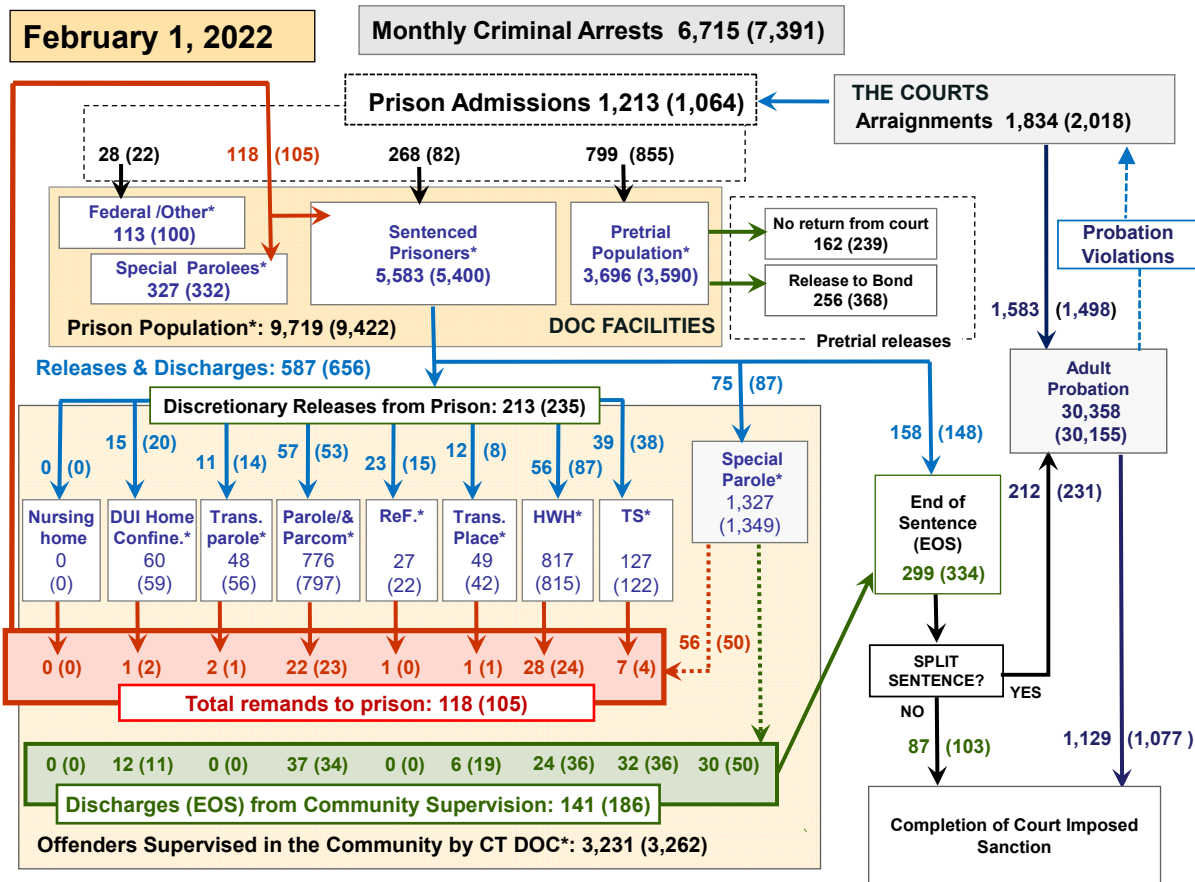 February 1, 2022
Monthly Criminal Arrests 6,715 (7,391)
Prison Admissions 1,213 (1,064)
THE COURTS
Arraignments 1,834 (2,018)
28 (22)
118 (105)
268 (82)
799 (855)
Federal /Other*
113 (100)
Special Parolees*
327 (332)
Sentenced
Prisoners*
5,583 (5,400)
Pretrial
Population*
3,696 (3,590)
No return from court
162 (239)
Release to Bond
256 (368)
Pretrial releases
Probation
Violations
Prison Population*: 9,719 (9,422)
DOC FACILITIES
1,583 (1,498)
Releases & Discharges: 587 (656)
75 (87)
Adult
Probation
30,358
(30,155)
Discretionary Releases from Prison: 213 (235)
0 (0)
15 (20)
11 (14)
57 (53)
23 (15)
12 (8)
56 (87)
39 (38)
158 (148)
212 (231)
Nursing
home
0
(0)
DUI Home
Confine.*
60
(59)
Trans.
parole*
48
(56)
Parole/&
Parcom*
776
(797)
ReF.*
27
(22)
Trans.
Place*
49
(42)
HWH*
817
(815)
TS*
127
(122)
Special
Parole*
1,327
(1,349)
End of
Sentence
(EOS)
299 (334)
0 (0) 1 (2) 2 (1) 22 (23) 1 (0) 1 (1) 28 (24) 7 (4)
56 (50)
Total remands to prison: 118 (105)
SPLIT
SENTENCE?
YES
NO
87 (103)
1,129 (1,077 )
0 (0) 12 (11) 0 (0) 37 (34) 0 (0) 6 (19) 24 (36) 32 (36) 30 (50)
Discharges (EOS) from Community Supervision: 141 (186)
Offenders Supervised in the Community by CT DOC*: 3,231 (3,262)
Completion of Court Imposed
Sanction